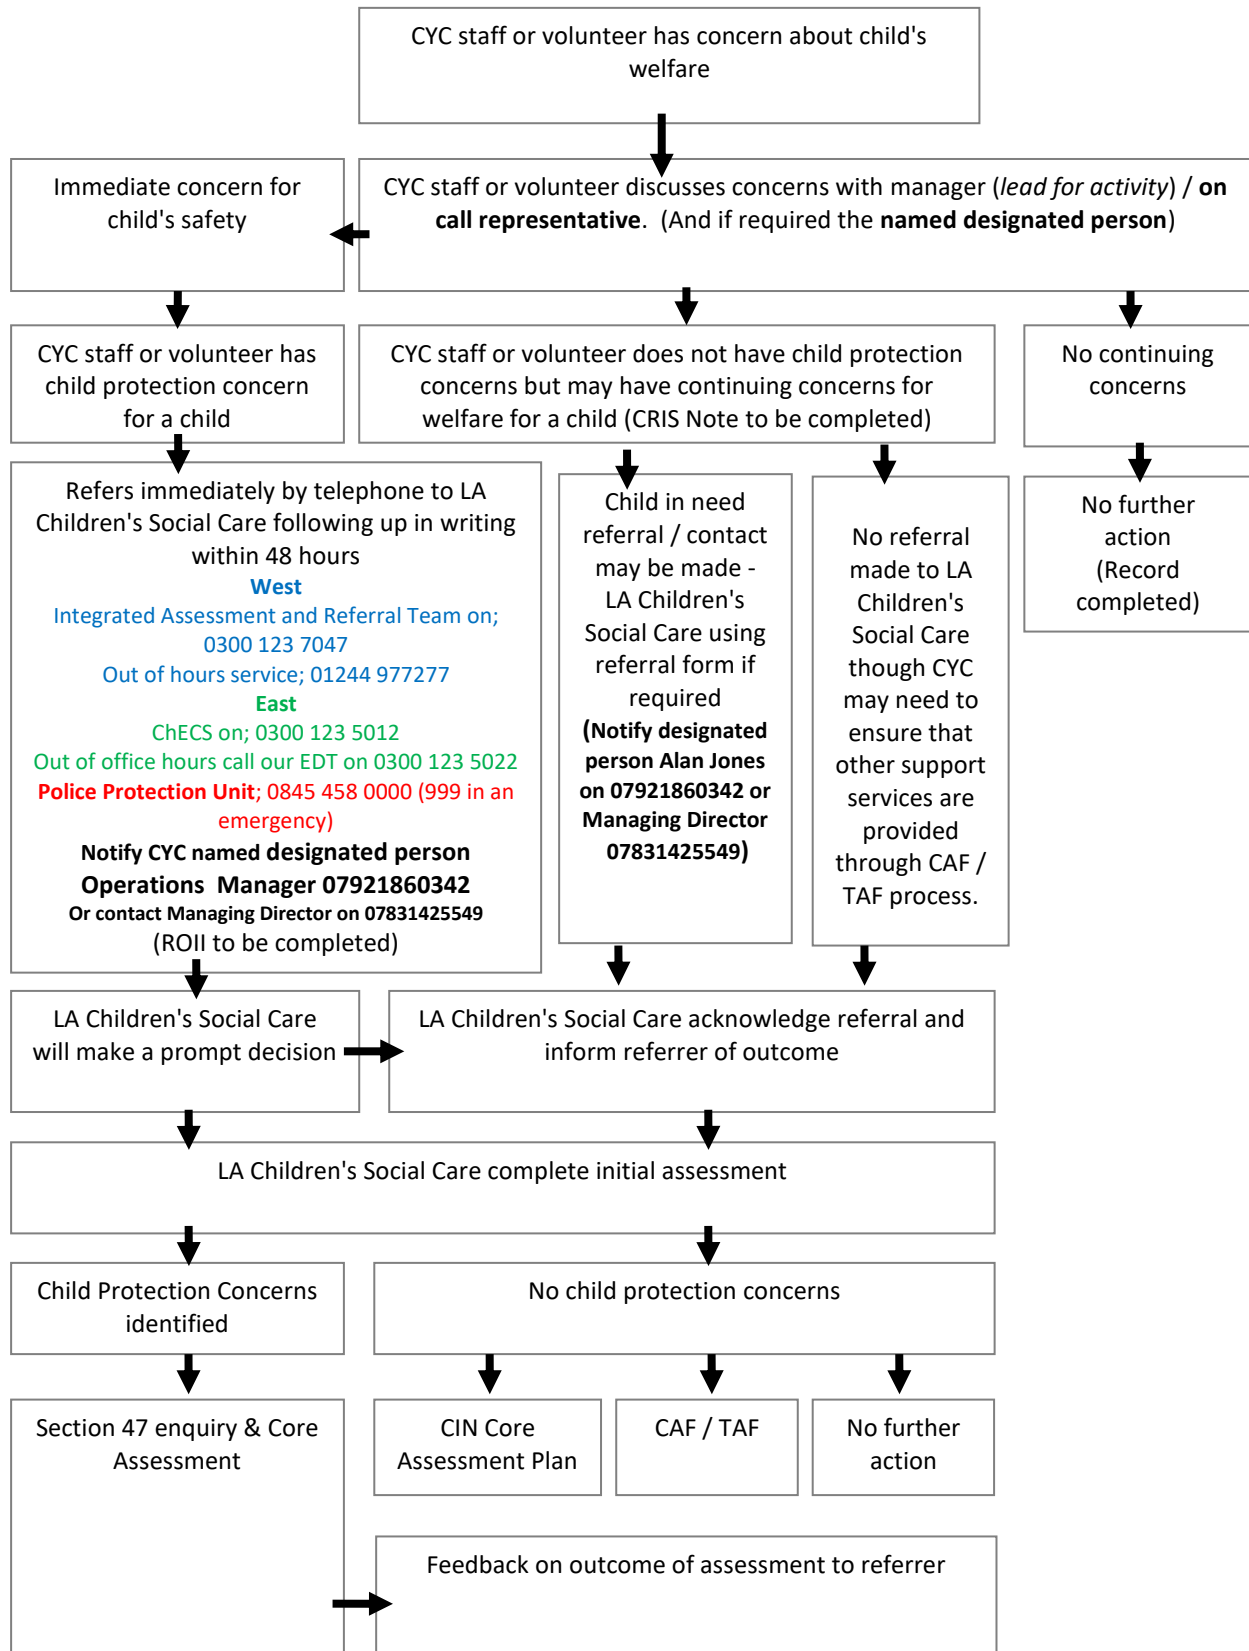 CYC staff or volunteer has concern about child's
welfare
Immediate concern for
child's safety
CYC staff or volunteer discusses concerns with manager (lead for activity) / on
call representative.  (And if required the named designated person)
CYC staff or volunteer has
child protection concern
for a child
CYC staff or volunteer does not have child protection
concerns but may have continuing concerns for
welfare for a child (CRIS Note to be completed)
No continuing
concerns
Refers immediately by telephone to LA
Children's Social Care following up in writing
within 48 hours
West
Integrated Assessment and Referral Team on;
0300 123 7047
Out of hours service; 01244 977277
East
ChECS on; 0300 123 5012
Out of office hours call our EDT on 0300 123 5022
Police Protection Unit; 0845 458 0000 (999 in an
emergency)
Notify CYC named designated person
Operations  Manager 07921860342
Or contact Managing Director on 07831425549
(ROII to be completed)
Child in need
referral / contact
may be made -
LA Children's
Social Care using
referral form if
required
(Notify designated
person Alan Jones
on 07921860342 or
Managing Director
07831425549)
No referral
made to LA
Children's
Social Care
though CYC
may need to
ensure that
other support
services are
provided
through CAF /
TAF process.
No further
action
(Record
completed)
LA Children's Social Care
will make a prompt decision
LA Children's Social Care acknowledge referral and
inform referrer of outcome
LA Children's Social Care complete initial assessment
Child Protection Concerns
identified
No child protection concerns
Section 47 enquiry & Core
Assessment
CIN Core
Assessment Plan
CAF / TAF
No further
action
Feedback on outcome of assessment to referrer